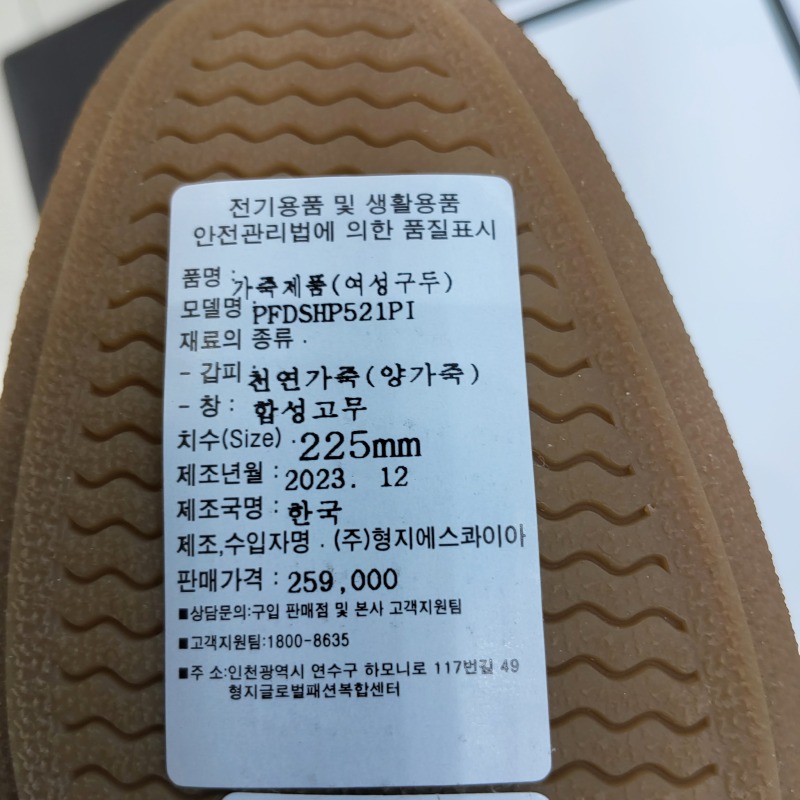 전기용품 및 생활용품
안전관리법에 의한 품질표시
품명 : 가죽제품(여성구두)
모델명 : PFDSHP521PI
재료의 종류 :
- 갑피 : 천연가죽(양가죽)
- 창 : 합성고무
치수(Size) : 225mm
제조년월 : 2023. 12
제조국명 : 한국
제조,수입자명 : (주)형지에스콰이아
판매가격 : 259,000
■상담문의:구입 판매점 및 본사 고객지원팀
■고객지원팀:1800-8635
■주 소:인천광역시 연수구 하모니로 117번길 49
형지글로벌패션복합센터